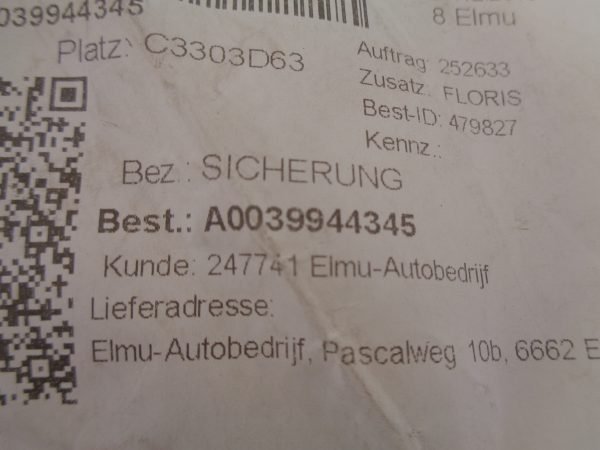 0039944345
8 Elmu
Platz: C3303D63
Auftrag: 252633
Zusatz: FLORIS
Best-ID: 479827
Kennz.:
Bez.: SICHERUNG
Best.: A0039944345
Kunde: 247741 Elmu-Autobedrijf
Lieferadresse:
Elmu-Autobedrijf, Pascalweg 10b, 6662 E